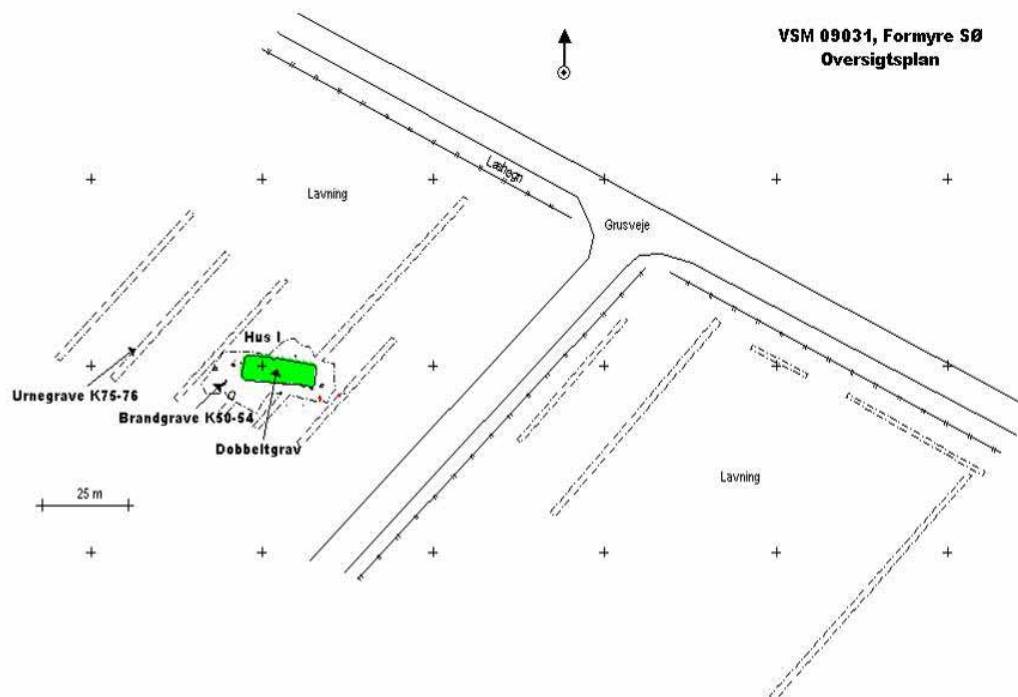 VSM 09031, Formyre SØ
Oversigtsplan
Læhegn
Lavning
Grusveje
Hus I
Urnegrave K75-76
Brandgrave K50-54
Dobbeltgrav
Lavning
25 m